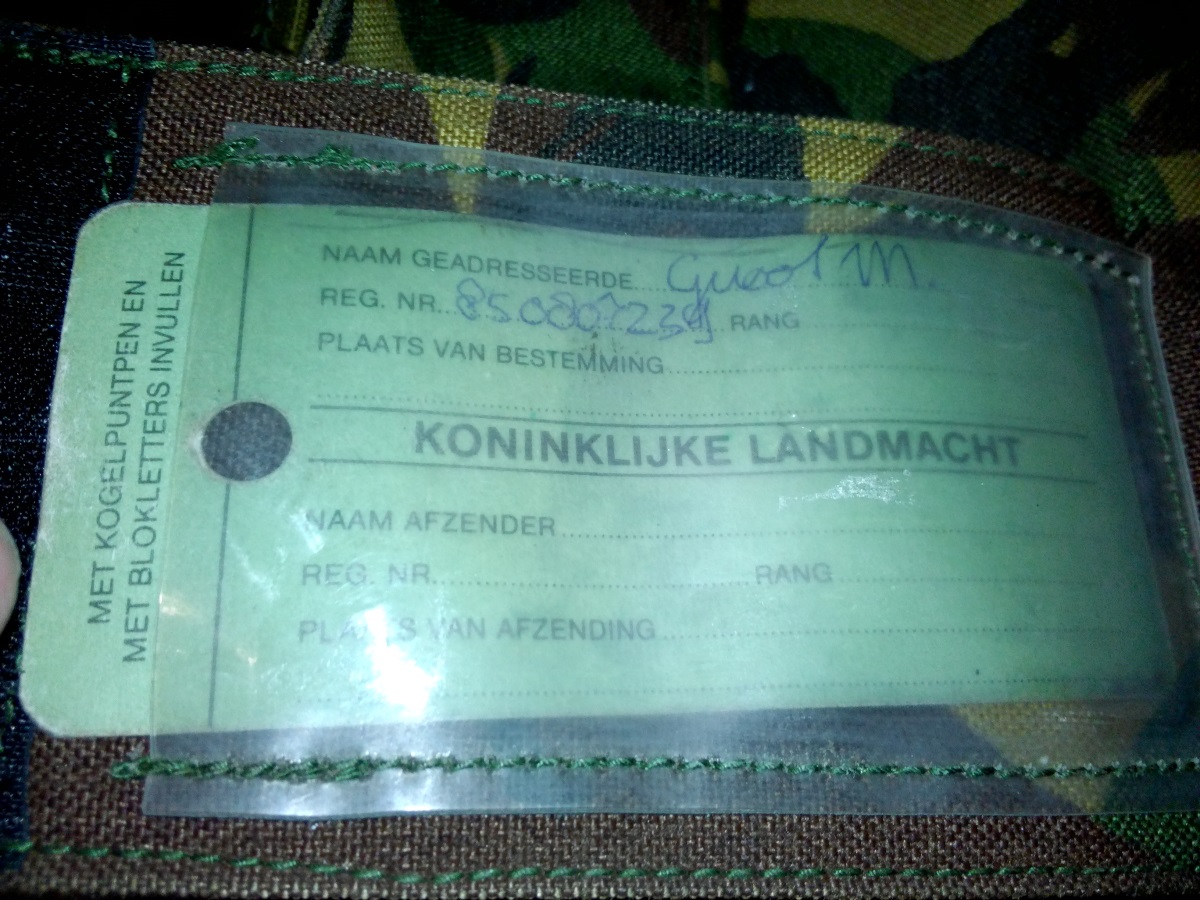 MET KOGELPUNTPEN EN
MET BLOKLETTERS INVULLEN
NAAM GEADRESSEERDE M.
REG. NR. RANG
PLAATS VAN BESTEMMING
KONINKLIJKE LANDMACHT
NAAM AFZENDER
REG. NR. RANG
PLAATS VAN AFZENDING